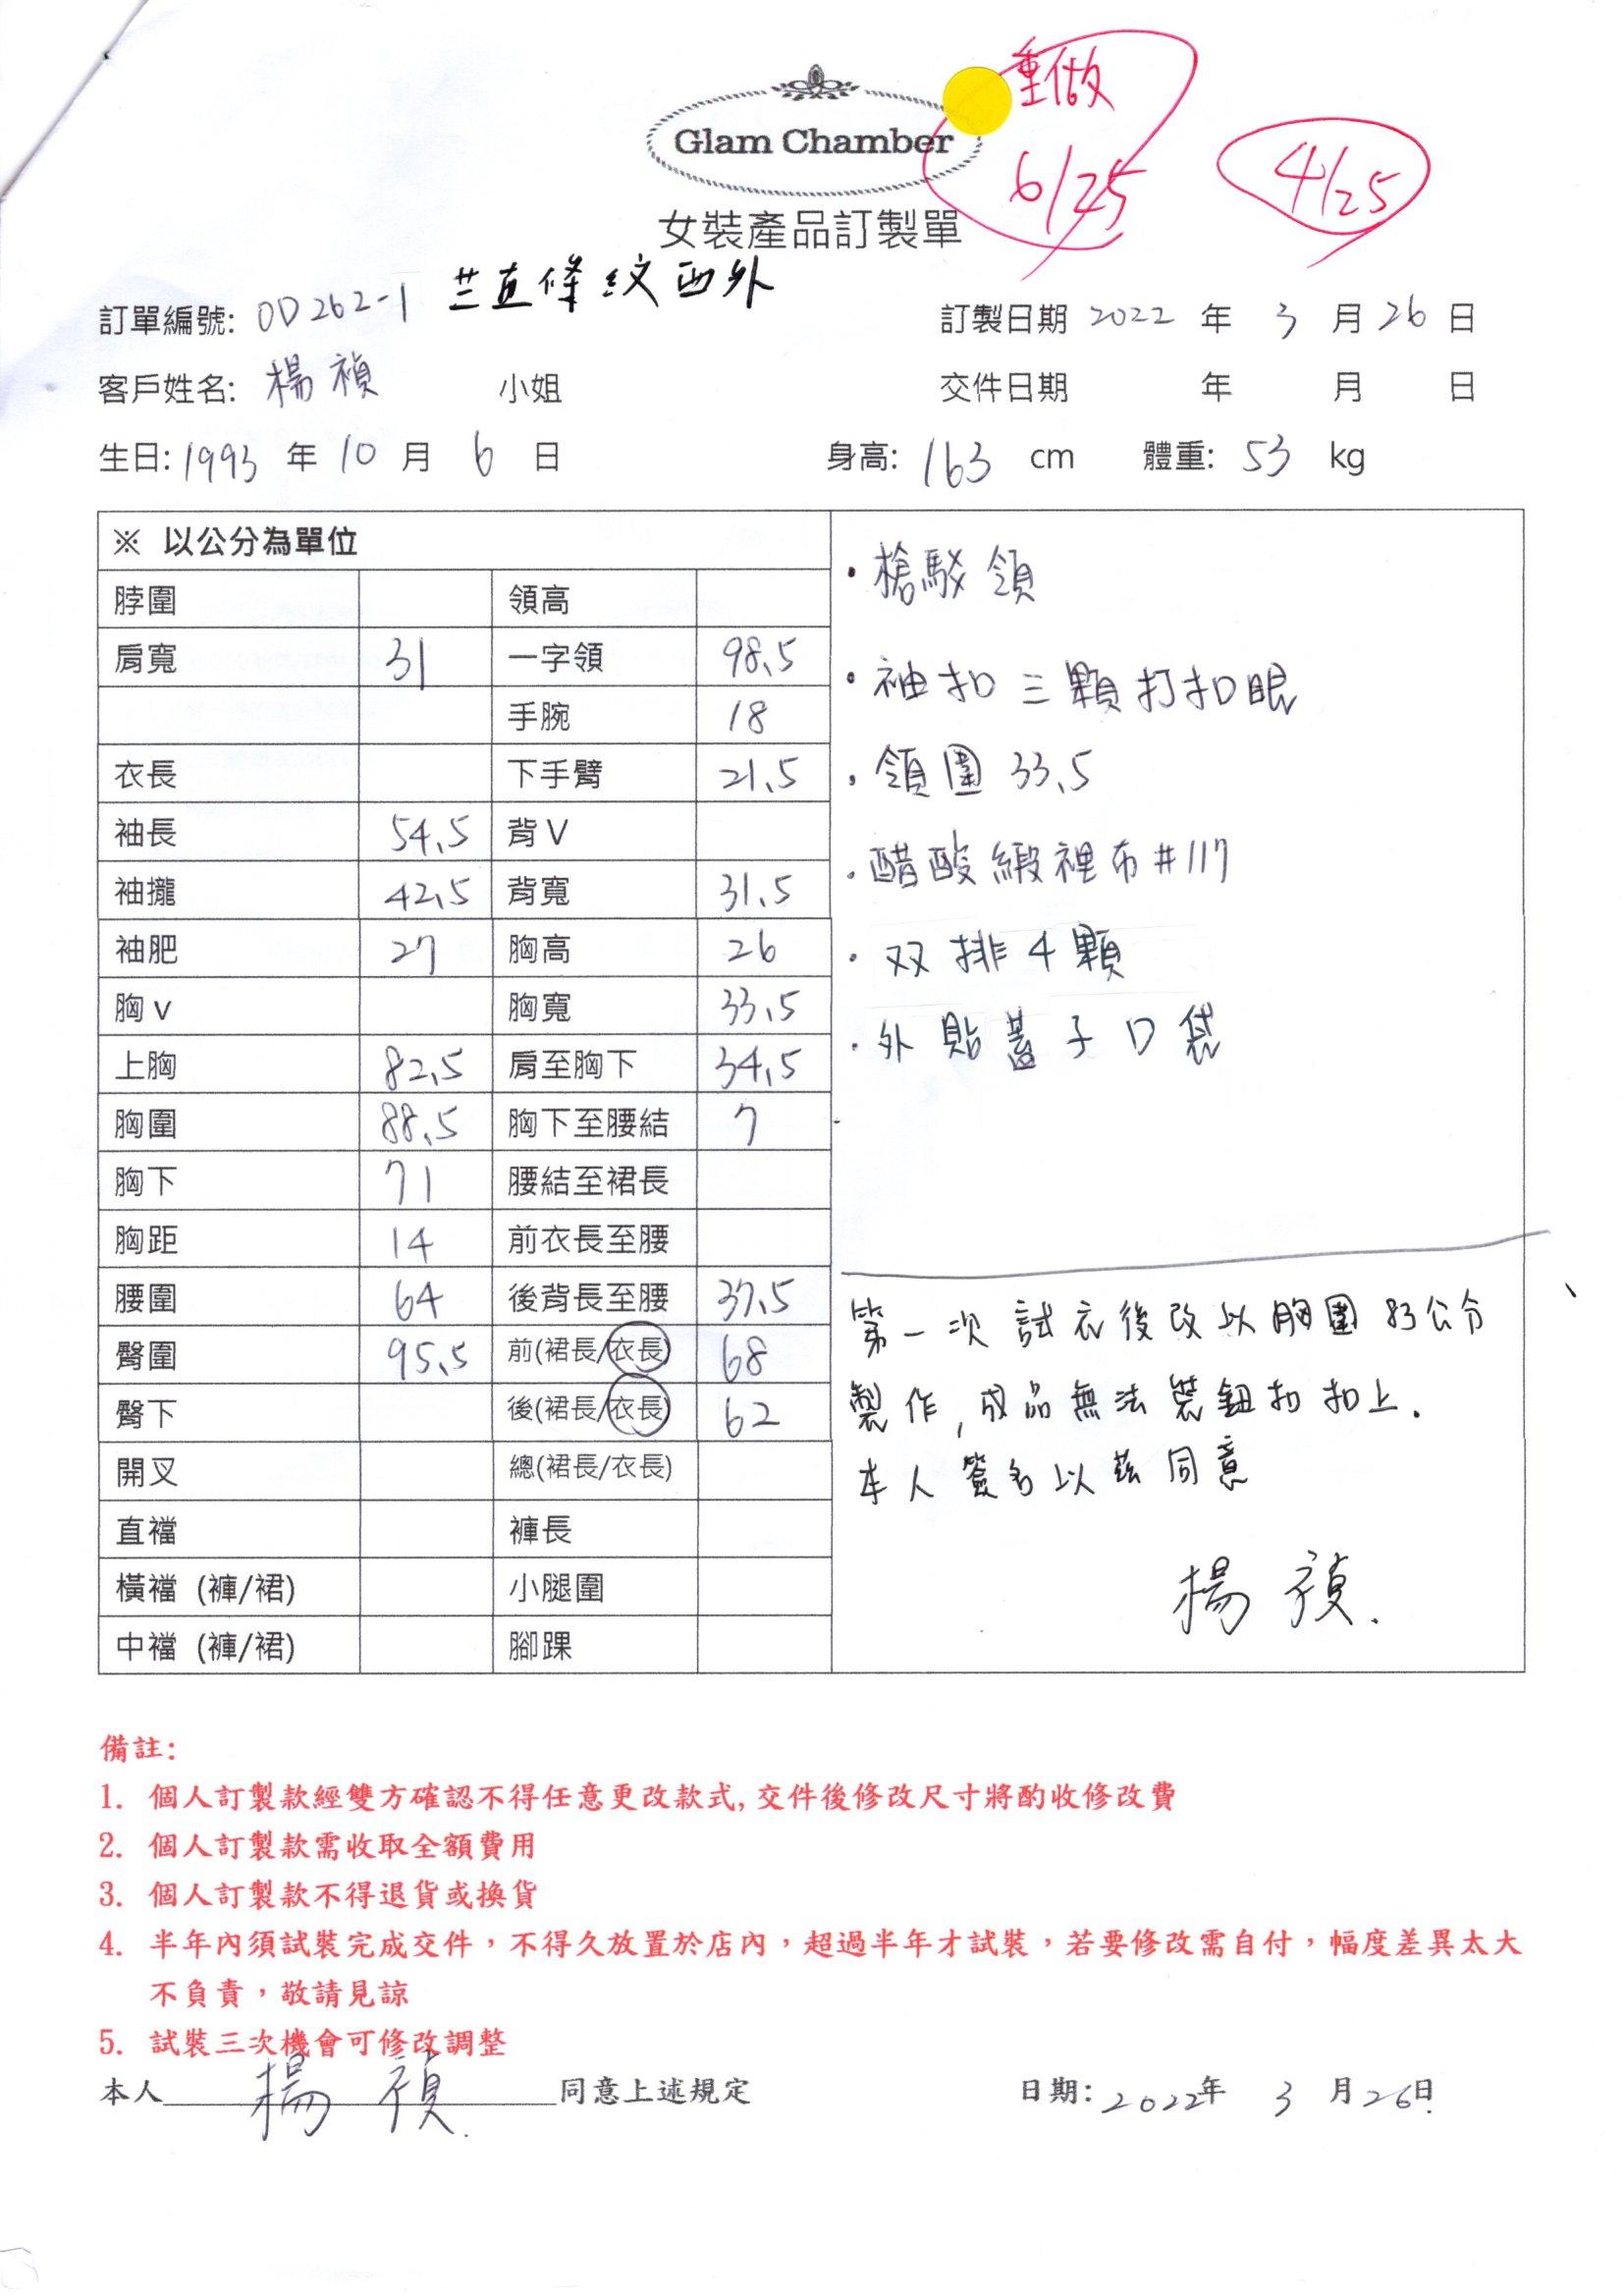 重做
6/25
4/25
Glam Chamber
女裝產品訂製單
訂單編號: OD262-1 芏直條紋西外
訂製日期 2022 年 3 月 26 日
客戶姓名: 楊禎 小姐
交件日期 年 月 日
生日: 1993 年 10 月 6 日 身高: 163 cm 體重: 53 kg
※ 以公分為單位
脖圍 領高
肩寬 31 一字領 98.5
手腕 18
衣長 下手臂 21.5
袖長 54.5 背V
袖攏 42.5 背寬 31.5
袖肥 27 胸高 26
胸v 胸寬 33.5
上胸 82.5 肩至胸下 34.5
胸圍 88.5 胸下至腰結 7
胸下 71 腰結至裙長
胸距 14 前衣長至腰
腰圍 64 後背長至腰 37.5
臀圍 95.5 前(裙長/衣長) 68
臀下 後(裙長/衣長) 62
開叉 總(裙長/衣長)
直襠 褲長
橫襠 (褲/裙) 小腿圍
中襠 (褲/裙) 腳踝
·槍駁領
·袖扣三顆打扣眼
·領圍 33.5
·醋酸緞裡布#117
·双排4顆
·外貼蓋子口袋
第一次試衣後改以胸圍83公分
製作,成品無法裝鈕扣扣上.
本人簽名以茲同意
楊禎.
備註:
1. 個人訂製款經雙方確認不得任意更改款式,交件後修改尺寸將酌收修改費
2. 個人訂製款需收取全額費用
3. 個人訂製款不得退貨或換貨
4. 半年內須試裝完成交件,不得久放置於店內,超過半年才試裝,若要修改需自付,幅度差異太大
不負責,敬請見諒
5. 試裝三次機會可修改調整
本人 楊禎. 同意上述規定 日期: 2022年 3 月 26日.